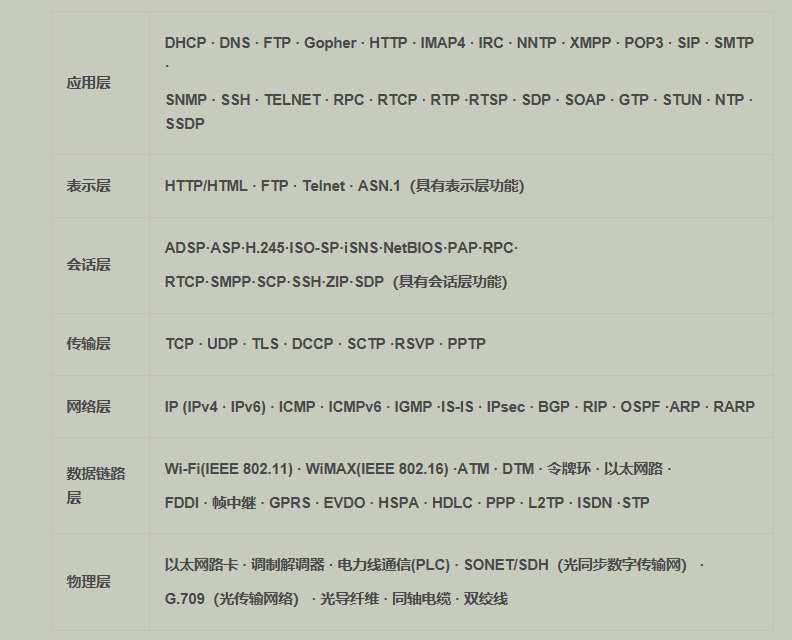 应用层
DHCP · DNS · FTP · Gopher · HTTP · IMAP4 · IRC · NNTP · XMPP · POP3 · SIP · SMTP
·
SNMP · SSH · TELNET · RPC · RTCP · RTP ·RTSP · SDP · SOAP · GTP · STUN · NTP ·
SSDP
表示层
HTTP/HTML · FTP · Telnet · ASN.1（具有表示层功能）
会话层
ADSP·ASP·H.245·ISO-SP·iSNS·NetBIOS·PAP·RPC·
RTCP·SMPP·SCP·SSH·ZIP·SDP（具有会话层功能）
传输层
TCP · UDP · TLS · DCCP · SCTP ·RSVP · PPTP
网络层
IP (IPv4 · IPv6) · ICMP · ICMPv6 · IGMP ·IS-IS · IPsec · BGP · RIP · OSPF ·ARP · RARP
数据链路
层
Wi-Fi(IEEE 802.11) · WiMAX(IEEE 802.16) ·ATM · DTM · 令牌环 · 以太网路 ·
FDDI · 帧中继 · GPRS · EVDO · HSPA · HDLC · PPP · L2TP · ISDN ·STP
物理层
以太网路卡 · 调制解调器 · 电力线通信(PLC) · SONET/SDH（光同步数字传输网） ·
G.709（光传输网络） · 光导纤维 · 同轴电缆 · 双绞线